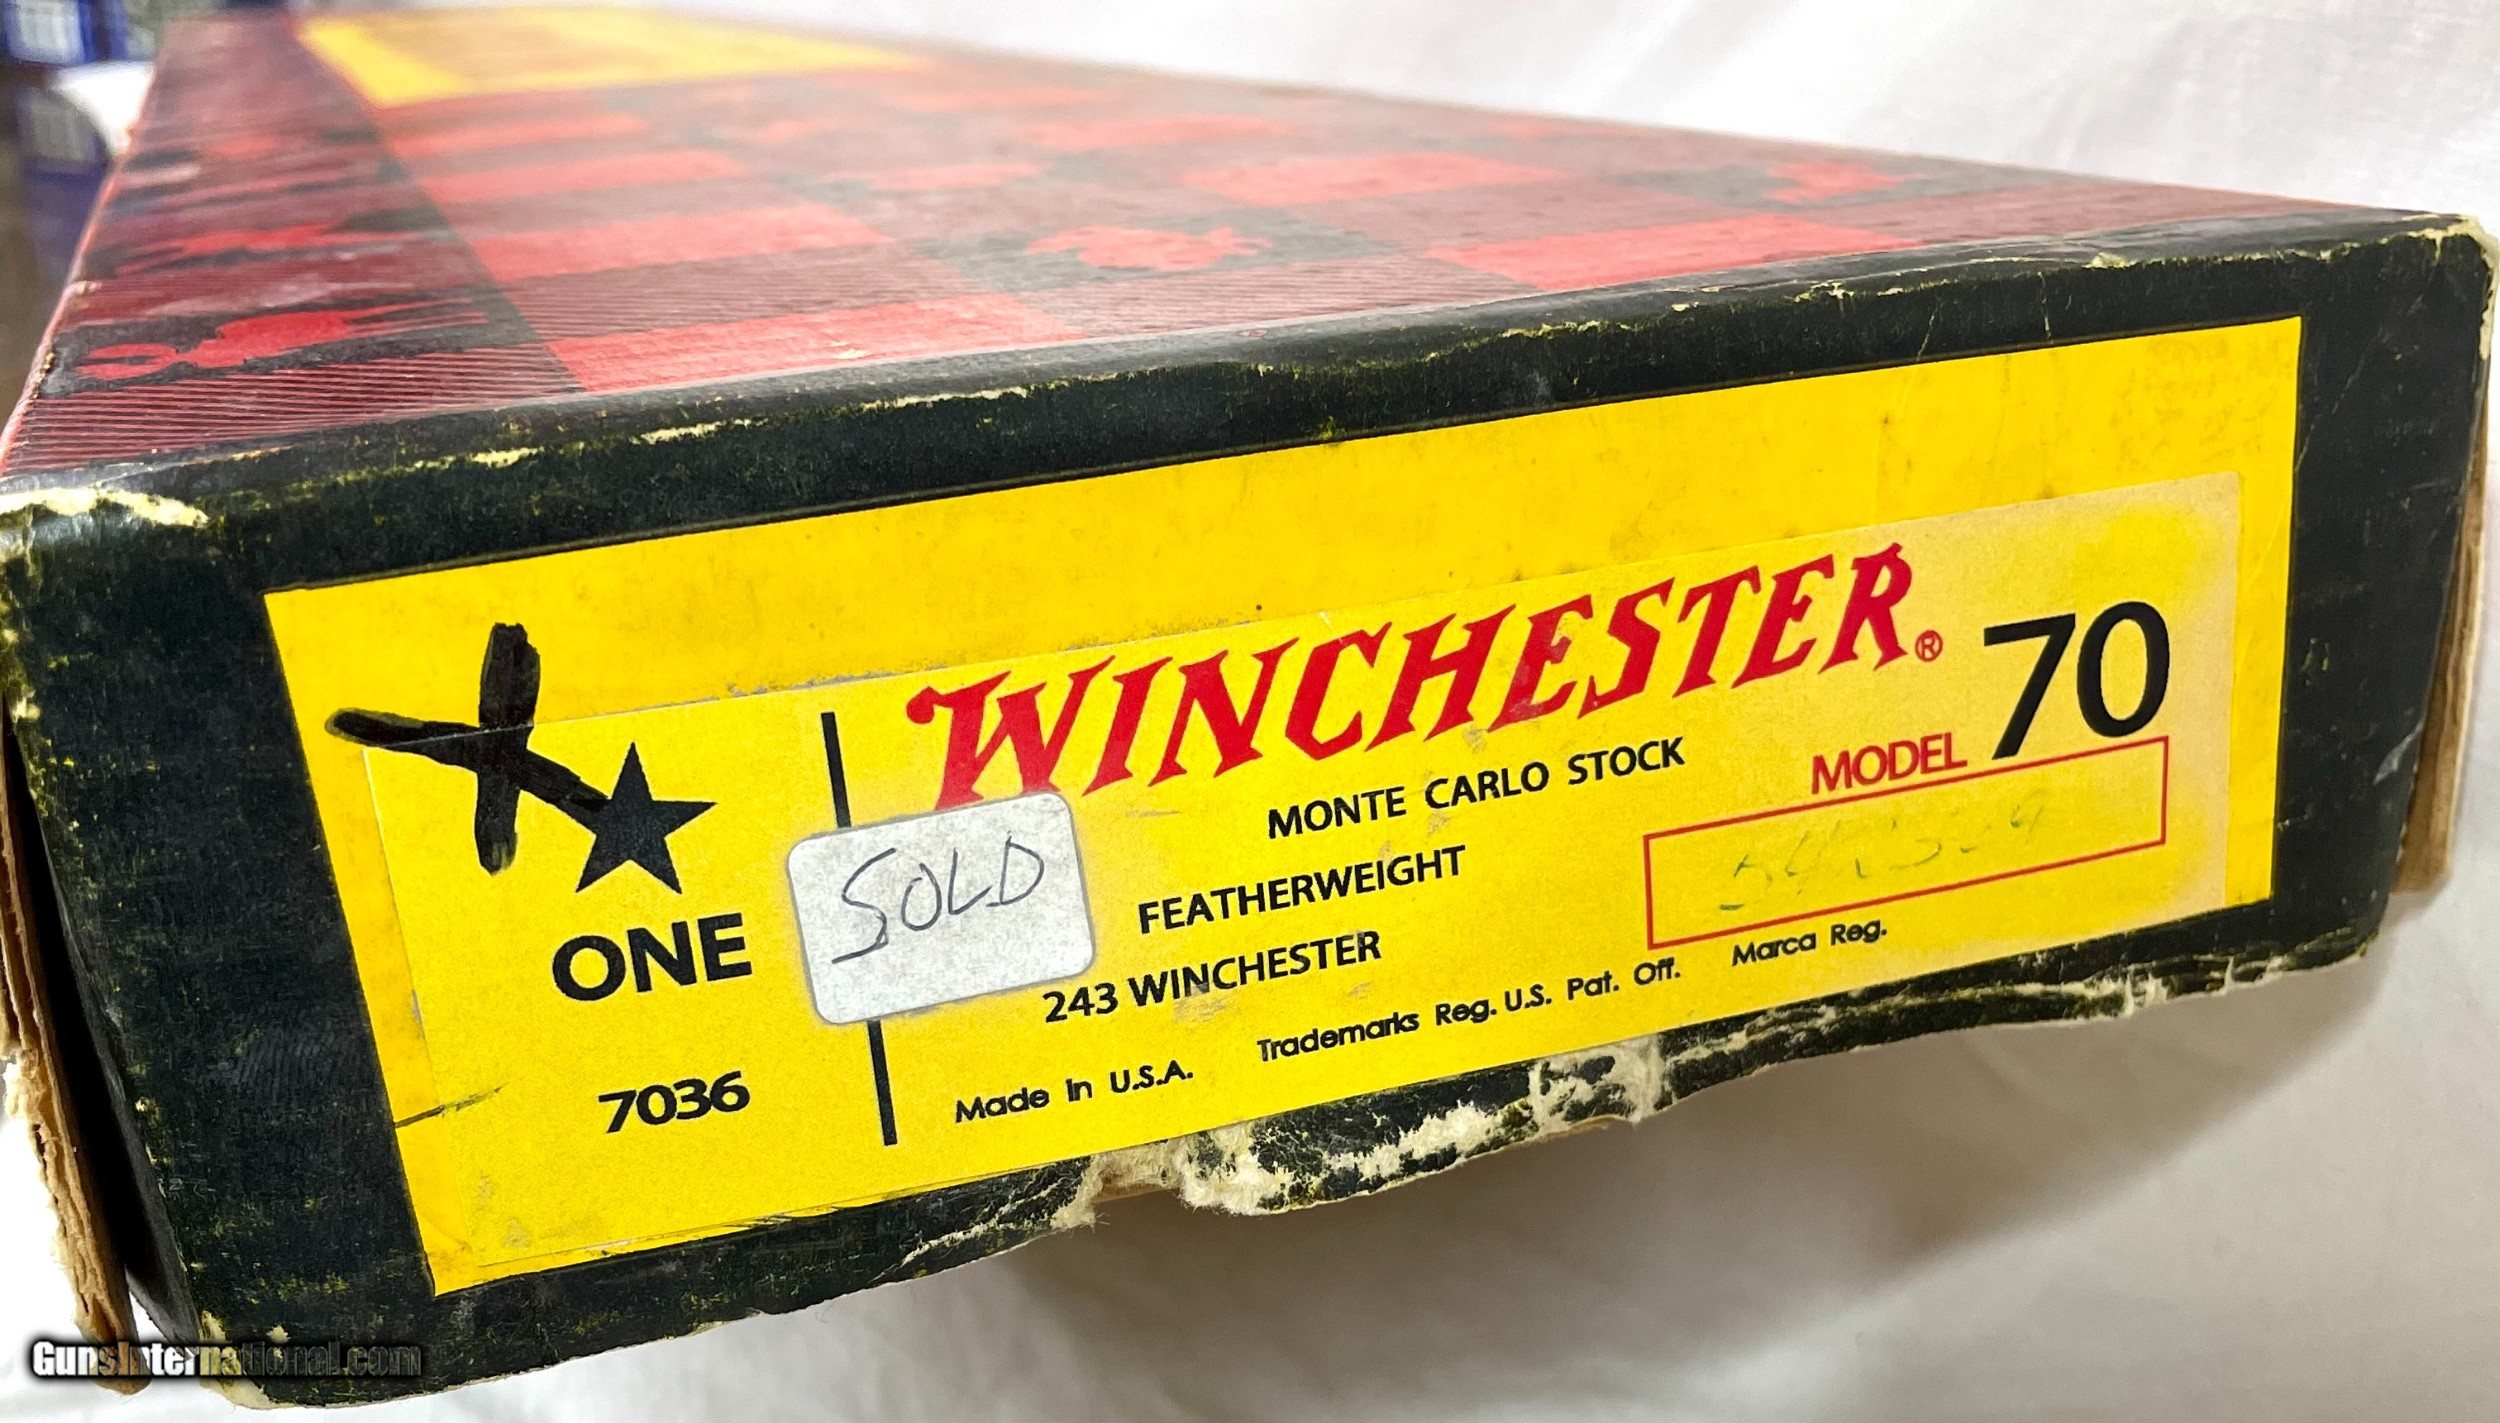 WINCHESTER® MODEL 70
MONTE CARLO STOCK
ONE
SOLD
FEATHERWEIGHT
243 WINCHESTER
7036
Made In U.S.A. Trademarks Reg. U.S. Pat. Off. Marca Reg.
GunsInternational.com